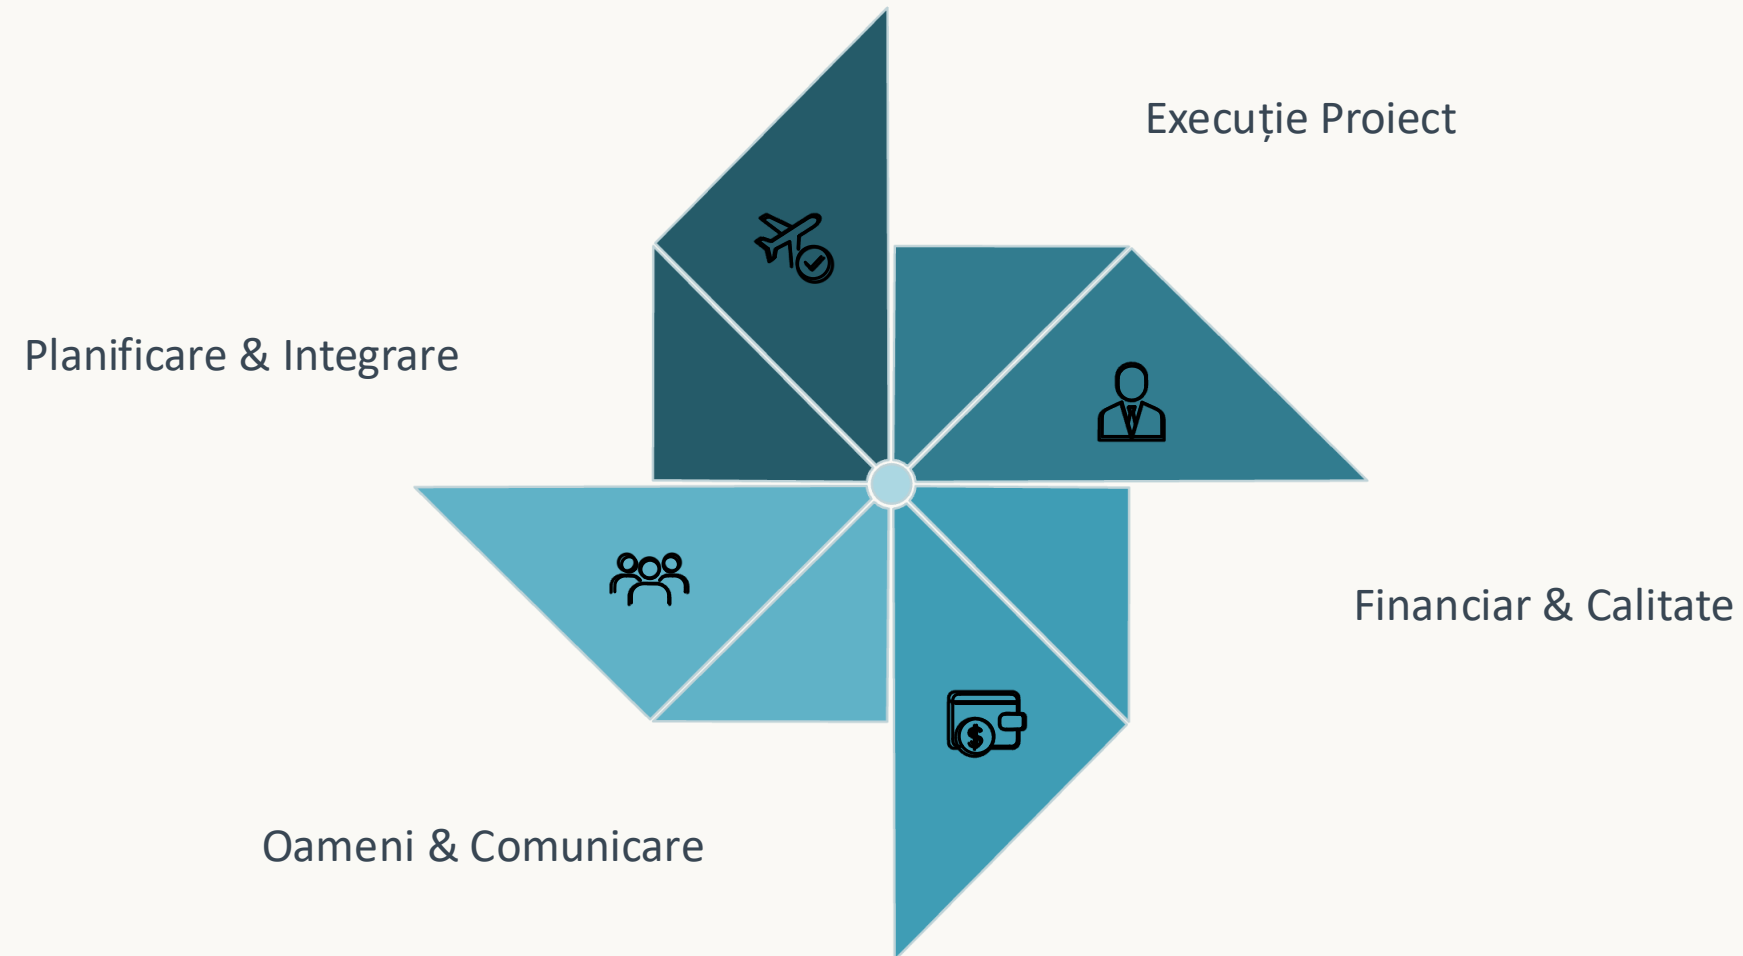 Execuție Proiect
Planificare & Integrare
Financiar & Calitate
Oameni & Comunicare
$